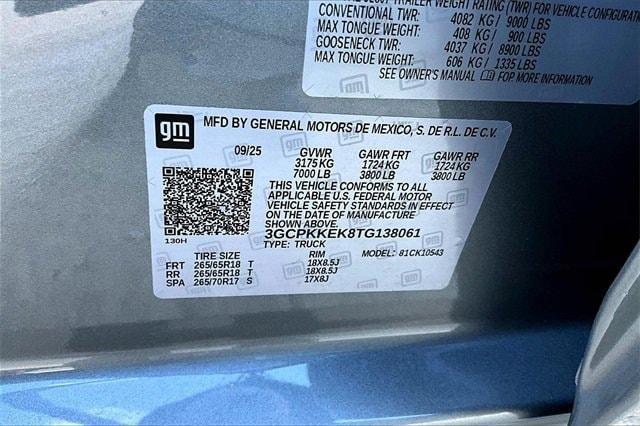 TRAILER WEIGHT RATING (TWR) FOR VEHICLE CONFIGURATION
CONVENTIONAL TWR: 4082 KG/ 9000 LBS
MAX TONGUE WEIGHT: 408 KG/ 900 LBS
GOOSENECK TWR: 4037 KG/ 8900 LBS
MAX TONGUE WEIGHT: 606 KG/ 1335 LBS
SEE OWNER'S MANUAL FOR MORE INFORMATION
gm MFD BY GENERAL MOTORS DE MEXICO, S. DE R.L. DE C.V.
09/25 GVWR GAWR FRT GAWR RR
3175 KG 1724 KG 1724 KG
7000 LB 3800 LB 3800 LB
THIS VEHICLE CONFORMS TO ALL
APPLICABLE U.S. FEDERAL MOTOR
VEHICLE SAFETY STANDARDS IN EFFECT
ON THE DATE OF MANUFACTURE
SHOWN ABOVE.
3GCPKKEK8TG138061
130H
TYPE: TRUCK MODEL: 81CK10543
TIRE SIZE RIM
FRT 265/65R18 T 18X8.5J
RR 265/65R18 T 18X8.5J
SPA 265/70R17 S 17X8J